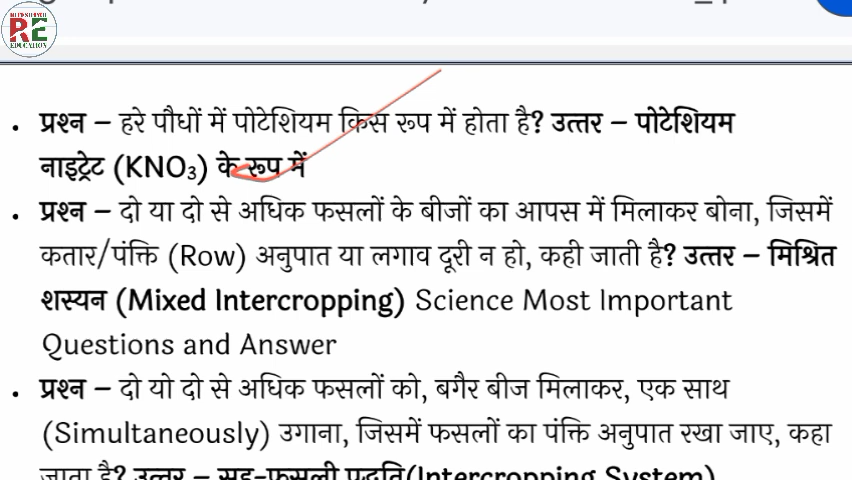 RE
EDUCATION
प्रश्न – हरे पौधों में पोटेशियम किस रूप में होता है? उत्तर – पोटेशियम
नाइट्रेट (KNO₃) के रूप में
प्रश्न – दो या दो से अधिक फसलों के बीजों का आपस में मिलाकर बोना, जिसमें
कतार/पंक्ति (Row) अनुपात या लगाव दूरी न हो, कही जाती है? उत्तर – मिश्रित
शस्यन (Mixed Intercropping) Science Most Important
Questions and Answer
प्रश्न – दो यो दो से अधिक फसलों को, बगैर बीज मिलाकर, एक साथ
(Simultaneously) उगाना, जिसमें फसलों का पंक्ति अनुपात रखा जाए, कहा
जाता है? उत्तर – सह-फसली पद्धति(Intercropping System)